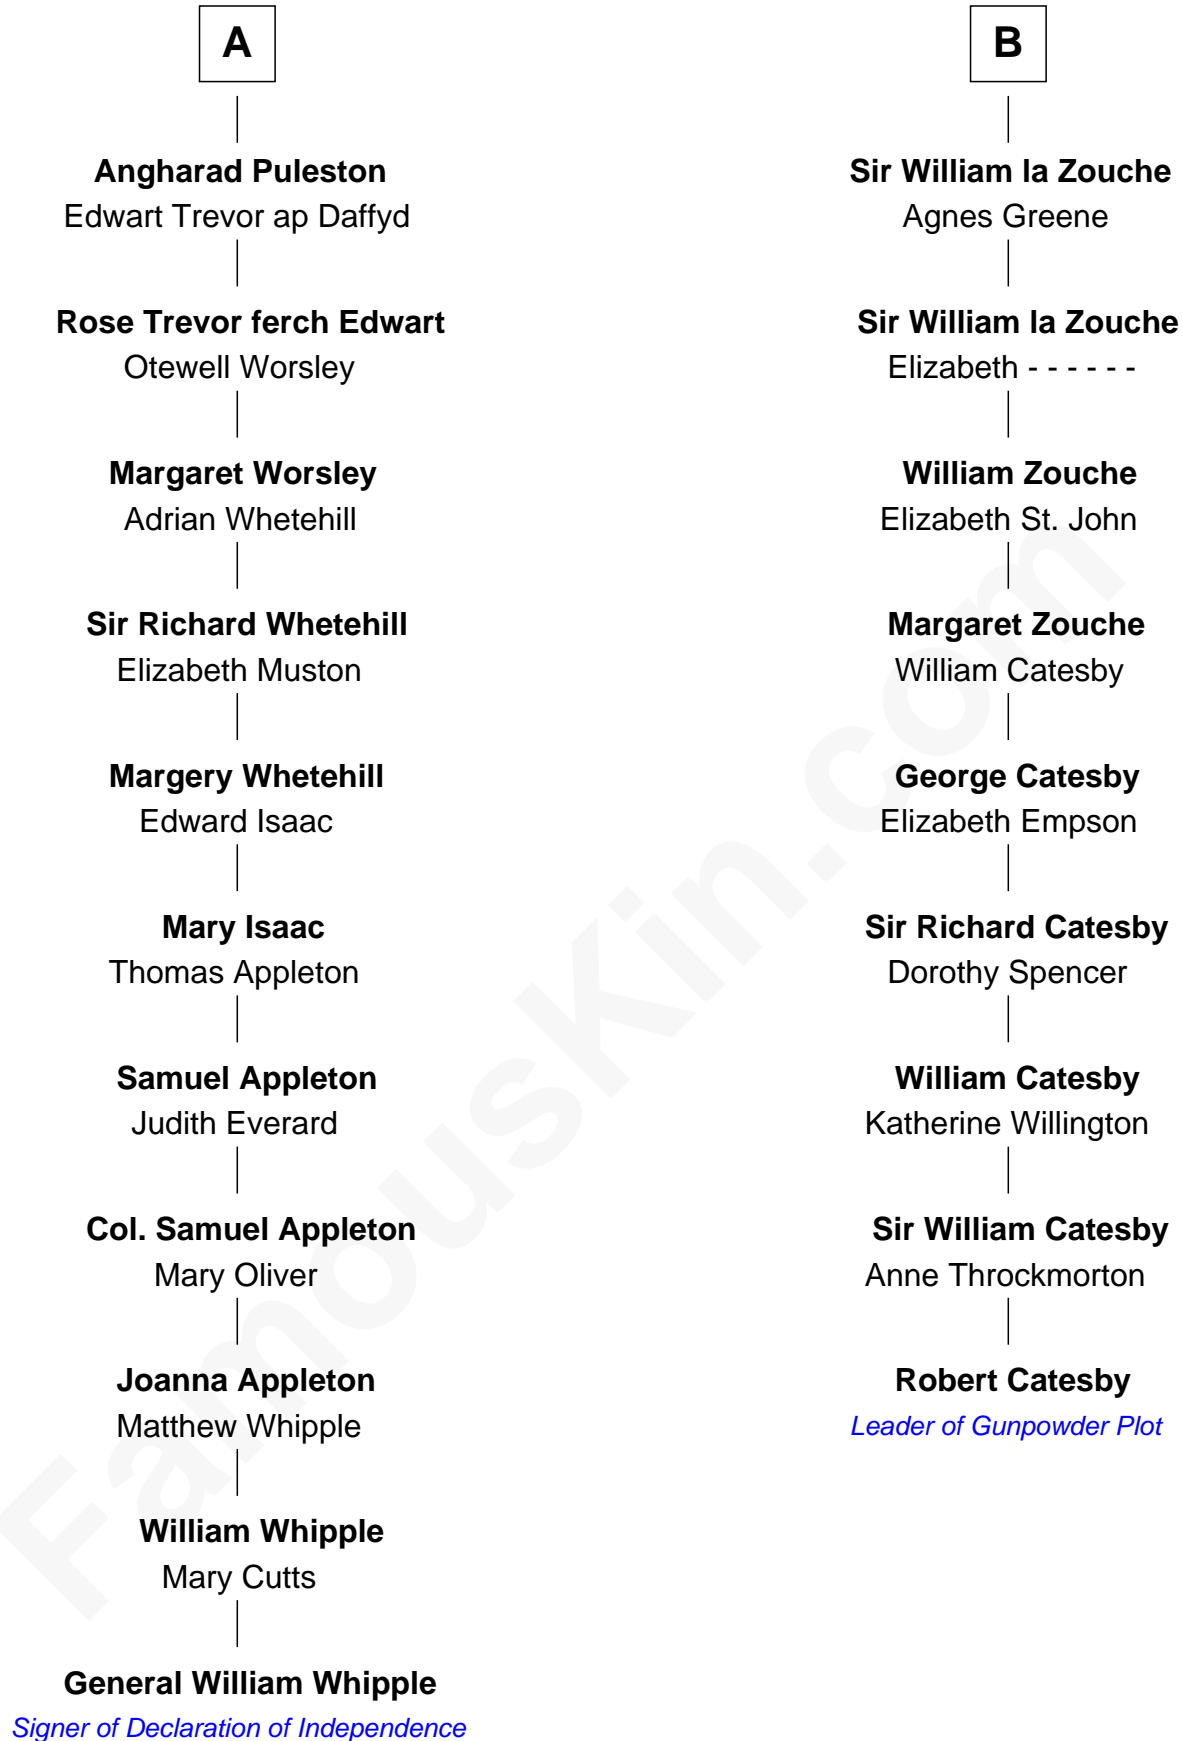 A
Angharad Puleston
Edwart Trevor ap Daffyd
Rose Trevor ferch Edwart
Otewell Worsley
Margaret Worsley
Adrian Whetehill
Sir Richard Whetehill
Elizabeth Muston
Margery Whetehill
Edward Isaac
Mary Isaac
Thomas Appleton
Samuel Appleton
Judith Everard
Col. Samuel Appleton
Mary Oliver
Joanna Appleton
Matthew Whipple
William Whipple
Mary Cutts
General William Whipple
Signer of Declaration of Independence
B
Sir William la Zouche
Agnes Greene
Sir William la Zouche
Elizabeth - - - - - -
William Zouche
Elizabeth St. John
Margaret Zouche
William Catesby
George Catesby
Elizabeth Empson
Sir Richard Catesby
Dorothy Spencer
William Catesby
Katherine Willington
Sir William Catesby
Anne Throckmorton
Robert Catesby
Leader of Gunpowder Plot
FamousKin.com